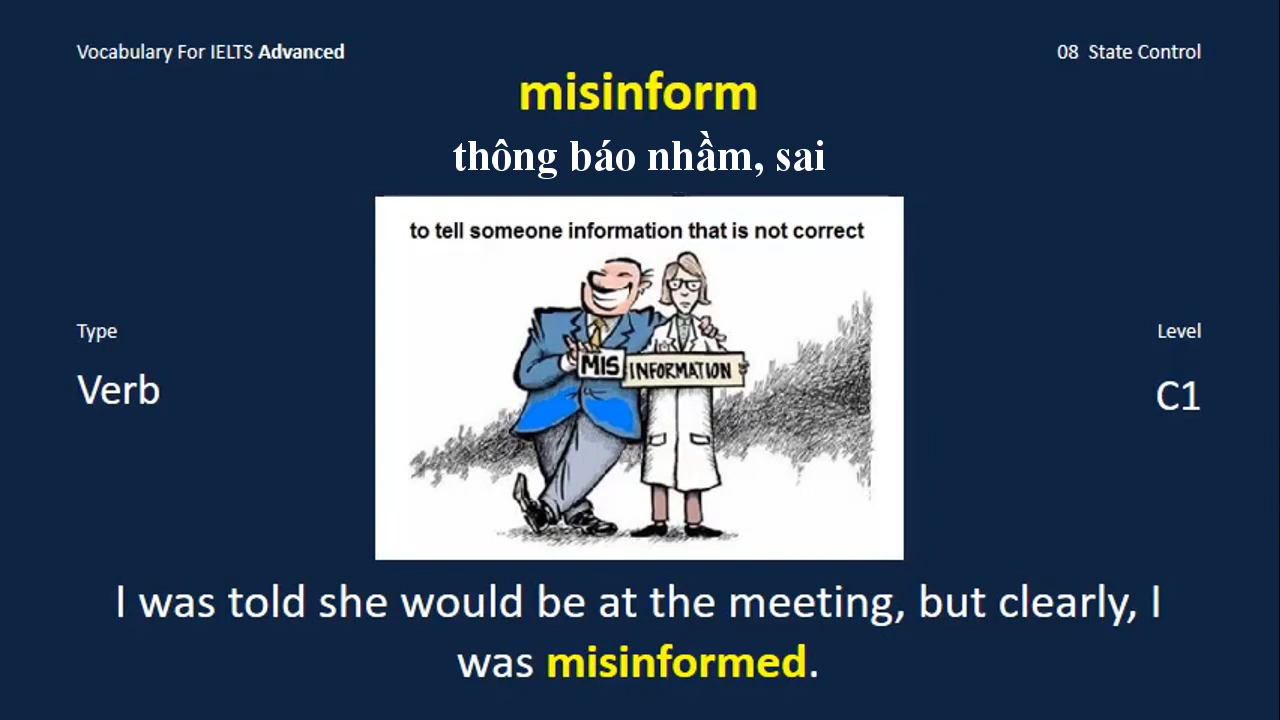 Vocabulary For IELTS Advanced
08 State Control
misinform
thông báo nhầm, sai
to tell someone information that is not correct
MIS INFORMATION
Type
Level
Verb
C1
I was told she would be at the meeting, but clearly, I
was misinformed.